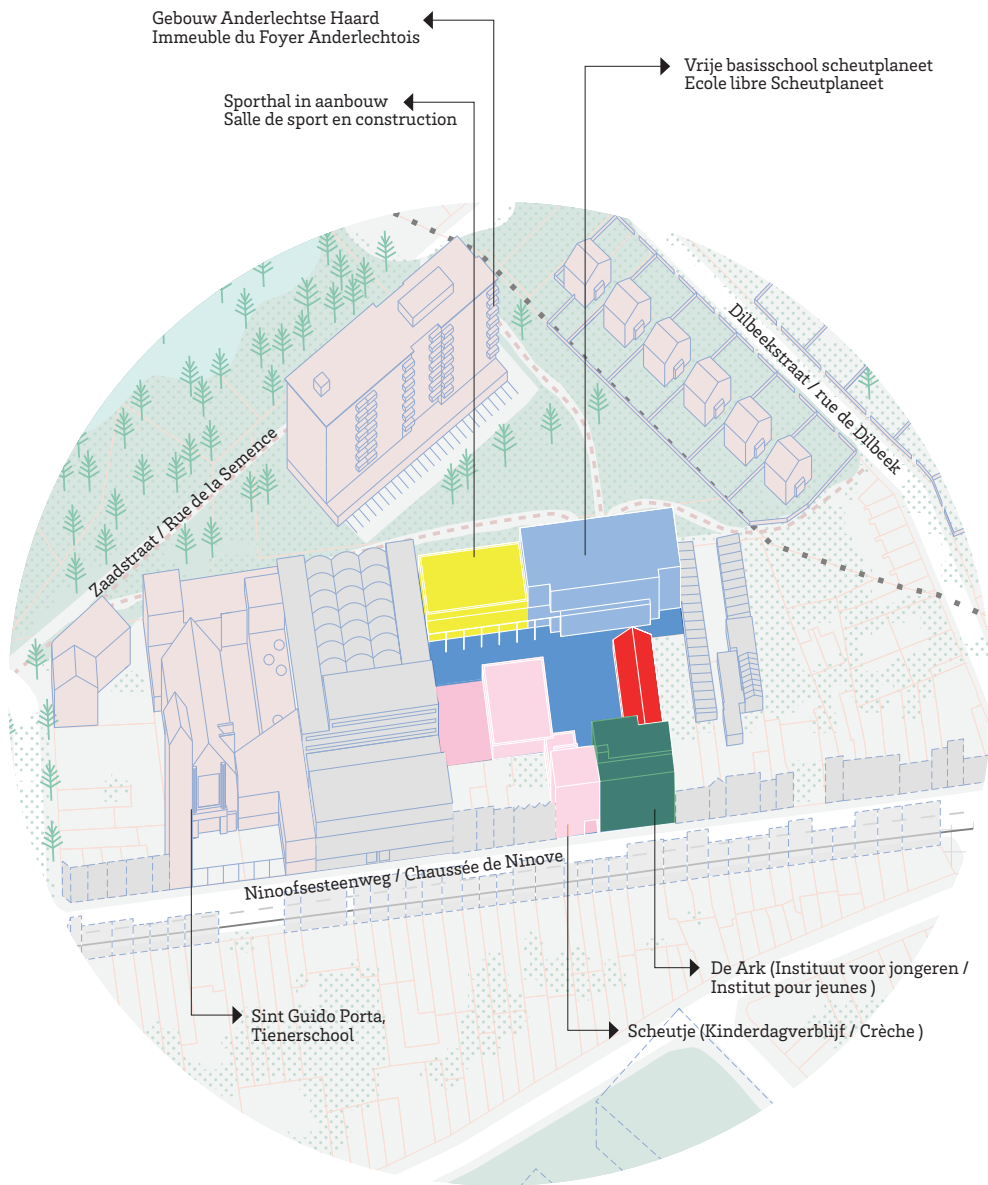 Gebouw Anderlechtse Haard
Immeuble du Foyer Anderlechtois
Vrije basisschool scheutplaneet
Ecole libre Scheutplaneet
Sporthal in aanbouw
Salle de sport en construction
Dilbeekstraat / rue de Dilbeek
Zaadstraat / Rue de la Semence
Ninoofsesteenweg / Chaussée de Ninove
De Ark (Instituut voor jongeren /
Institut pour jeunes )
Sint Guido Porta,
Tienerschool
Scheutje (Kinderdagverblijf / Crèche )